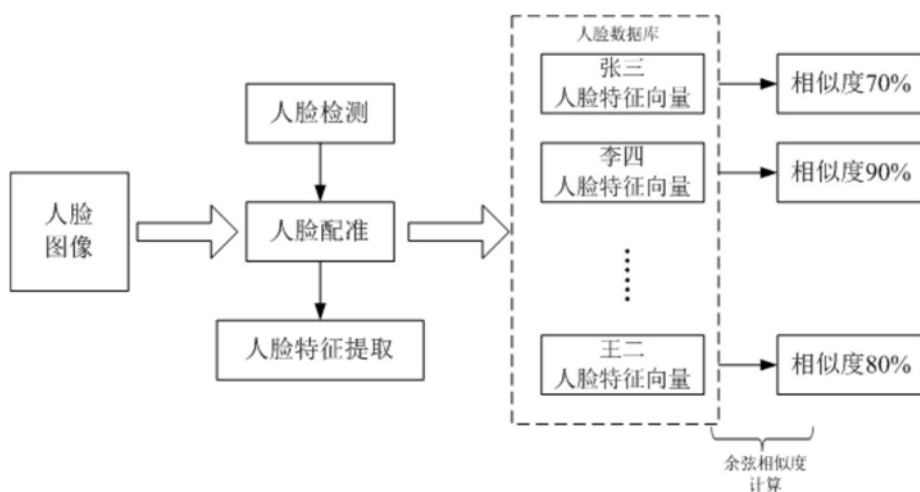 人脸
图像
人脸检测
人脸配准
人脸特征提取
人脸数据库
张三
人脸特征向量
相似度70%
李四
人脸特征向量
相似度90%
王二
人脸特征向量
相似度80%
余弦相似度
计算